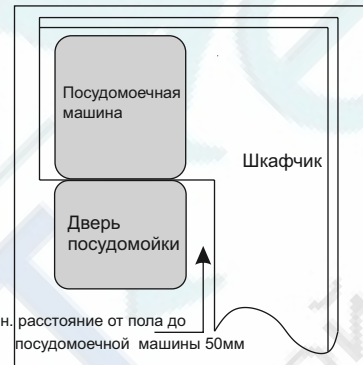 Посудомоечная
машина
Шкафчик
Дверь
посудомойки
н. расстояние от пола до
посудомоечной машины 50мм